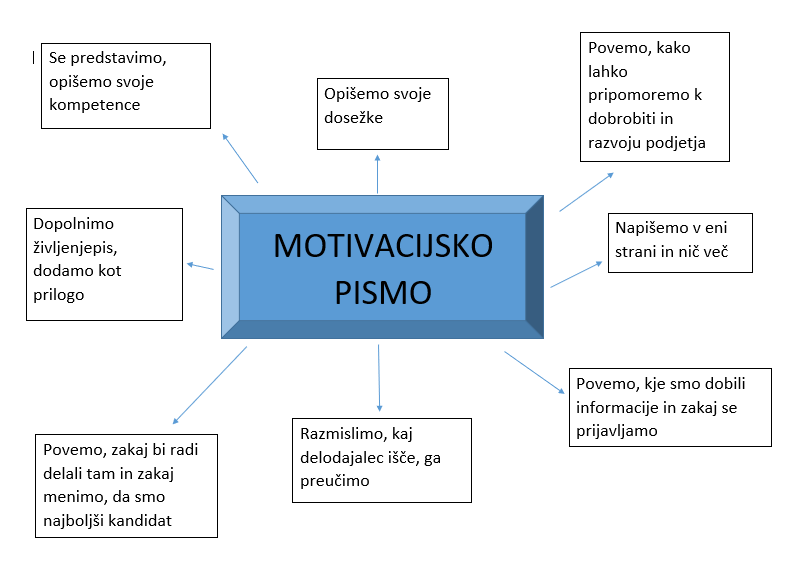 Se predstavimo,
opišemo svoje
kompetence
Opišemo svoje
dosežke
Povemo, kako
lahko
pripomoremo k
dobrobiti in
razvoju podjetja
Dopolnimo
življenjepis,
dodamo kot
prilogo
MOTIVACIJSKO
PISMO
Napišemo v eni
strani in nič več
Povemo, zakaj bi radi
delali tam in zakaj
menimo, da smo
najboljši kandidat
Razmislimo, kaj
delodajalec išče, ga
preučimo
Povemo, kje smo dobili
informacije in zakaj se
prijavljamo